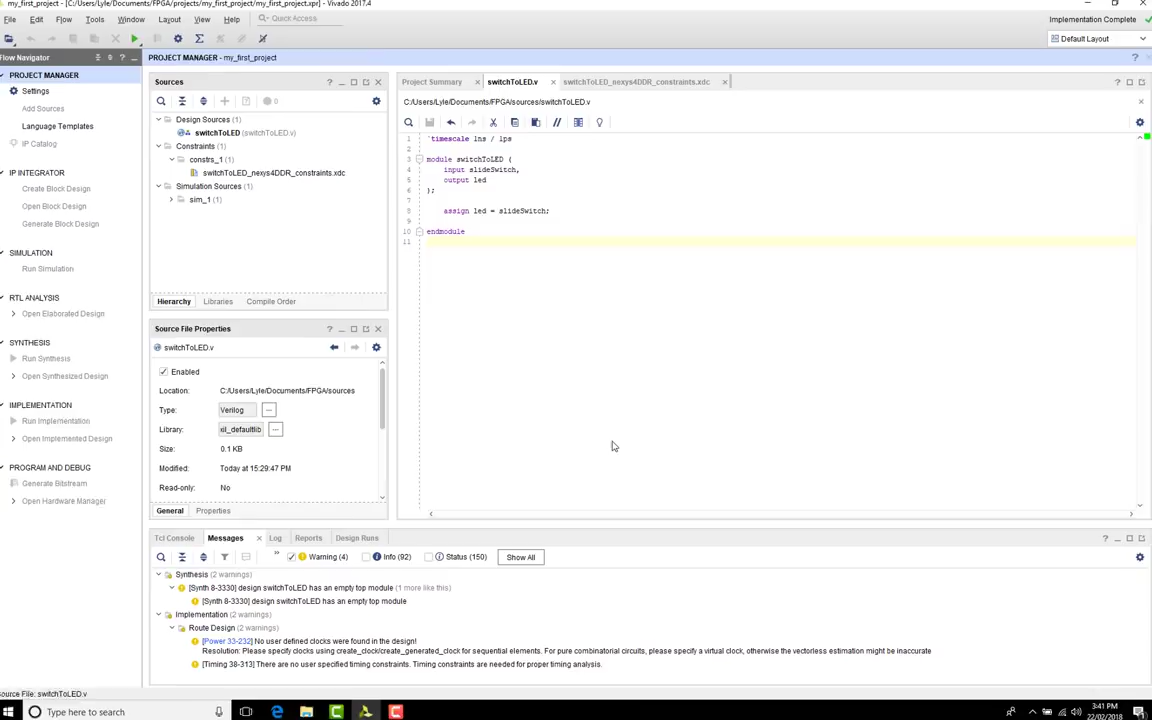 my_first_project - [C:/Users/Lyle/Documents/FPGA/projects/my_first_project/my_first_project.xpr] - Vivado 2017.4
File Edit Flow Tools Window Layout View Help Quick Access
Implementation Complete
Default Layout
Flow Navigator
PROJECT MANAGER
Settings
Add Sources
Language Templates
IP Catalog
IP INTEGRATOR
Create Block Design
Open Block Design
Generate Block Design
SIMULATION
Run Simulation
RTL ANALYSIS
Open Elaborated Design
SYNTHESIS
Run Synthesis
Open Synthesized Design
IMPLEMENTATION
Run Implementation
Open Implemented Design
PROGRAM AND DEBUG
Generate Bitstream
Open Hardware Manager
PROJECT MANAGER - my_first_project
Sources
0
Design Sources (1)
switchToLED (switchToLED.v)
Constraints (1)
constrs_1 (1)
switchToLED_nexys4DDR_constraints.xdc
Simulation Sources (1)
sim_1 (1)
Hierarchy Libraries Compile Order
Source File Properties
switchToLED.v
Enabled
Location: C:/Users/Lyle/Documents/FPGA/sources
Type: Verilog ...
Library: xil_defaultlib ...
Size: 0.1 KB
Modified: Today at 15:29:47 PM
Read-only: No
General Properties
Project Summary switchToLED.v switchToLED_nexys4DDR_constraints.xdc
C:/Users/Lyle/Documents/FPGA/sources/switchToLED.v
1 `timescale 1ns / 1ps
2
3 module switchToLED (
4 input slideSwitch,
5 output led
6 );
7
8 assign led = slideSwitch;
9
10 endmodule
11
Tcl Console Messages Log Reports Design Runs
Warning (4) Info (92) Status (150) Show All
Synthesis (2 warnings)
[Synth 8-3330] design switchToLED has an empty top module (1 more like this)
[Synth 8-3330] design switchToLED has an empty top module
Implementation (2 warnings)
Route Design (2 warnings)
[Power 33-232] No user defined clocks were found in the design!
Resolution: Please specify clocks using create_clock/create_generated_clock for sequential elements. For pure combinatorial circuits, please specify a virtual clock, otherwise the vectorless estimation might be inaccurate
[Timing 38-313] There are no user specified timing constraints. Timing constraints are needed for proper timing analysis.
Source File: switchToLED.v
Type here to search
3:41 PM
22/02/2018